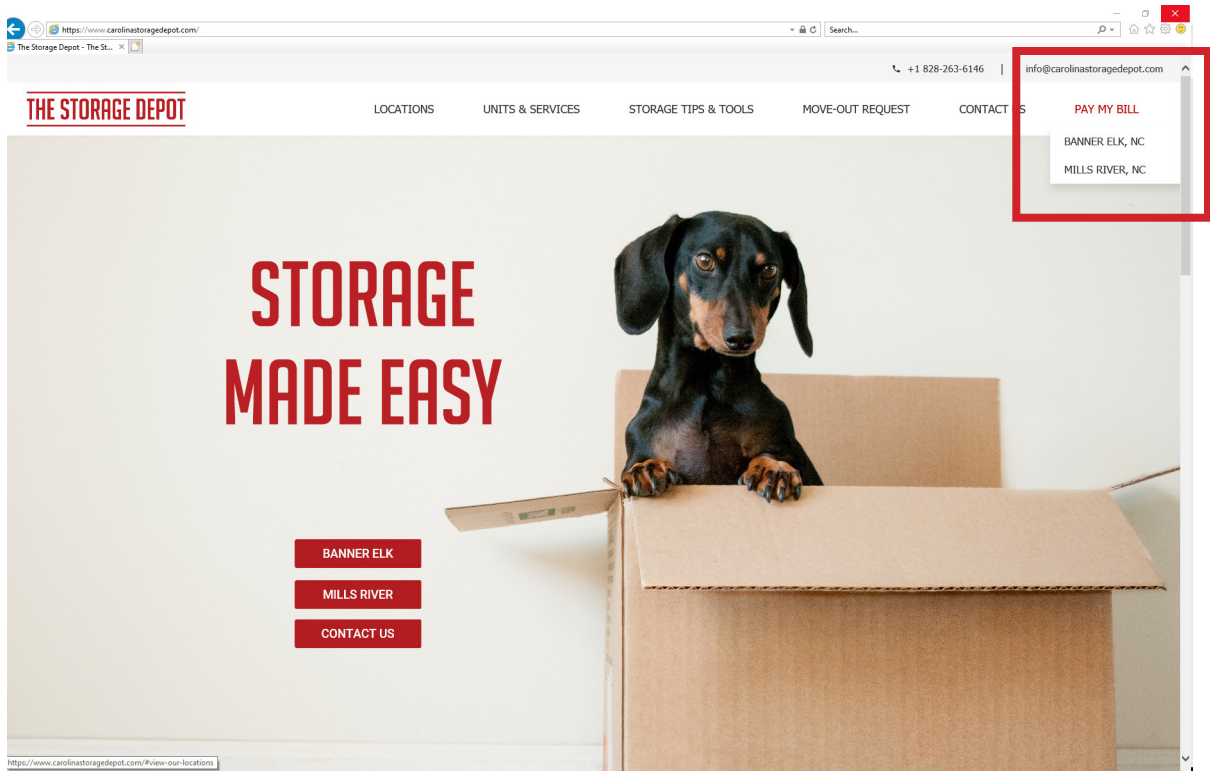 https://www.carolinastoragedepot.com/
Search...
The Storage Depot - The St...
+1 828-263-6146 | info@carolinastoragedepot.com
THE STORAGE DEPOT
LOCATIONS UNITS & SERVICES STORAGE TIPS & TOOLS MOVE-OUT REQUEST CONTACT US PAY MY BILL
BANNER ELK, NC
MILLS RIVER, NC
STORAGE
MADE EASY
BANNER ELK
MILLS RIVER
CONTACT US
https://www.carolinastoragedepot.com/#view-our-locations